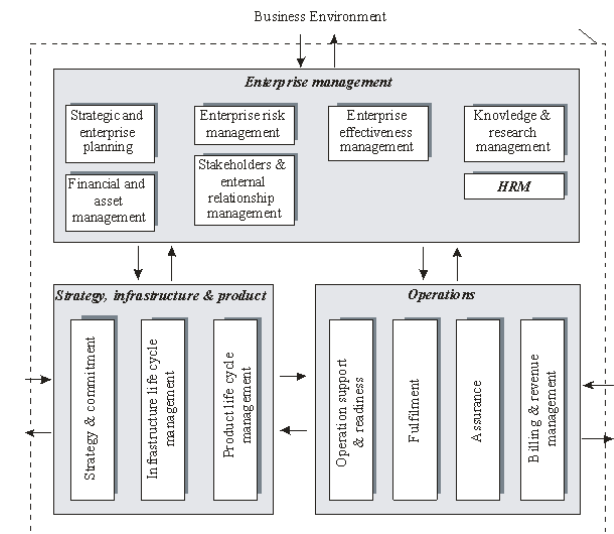 Business Environment
Enterprise management
Strategic and
enterprise
planning
Enterprise risk
management
Enterprise
effectiveness
management
Knowledge &
research
management
Financial and
asset
management
Stakeholders &
enternal
relationship
management
HRM
Strategy, infrastructure & product
Strategy & commitment
Infrastructure life cycle
management
Product life cycle
management
Operations
Operation support
& readiness
Fulfilment
Assurance
Billing & revenue
management